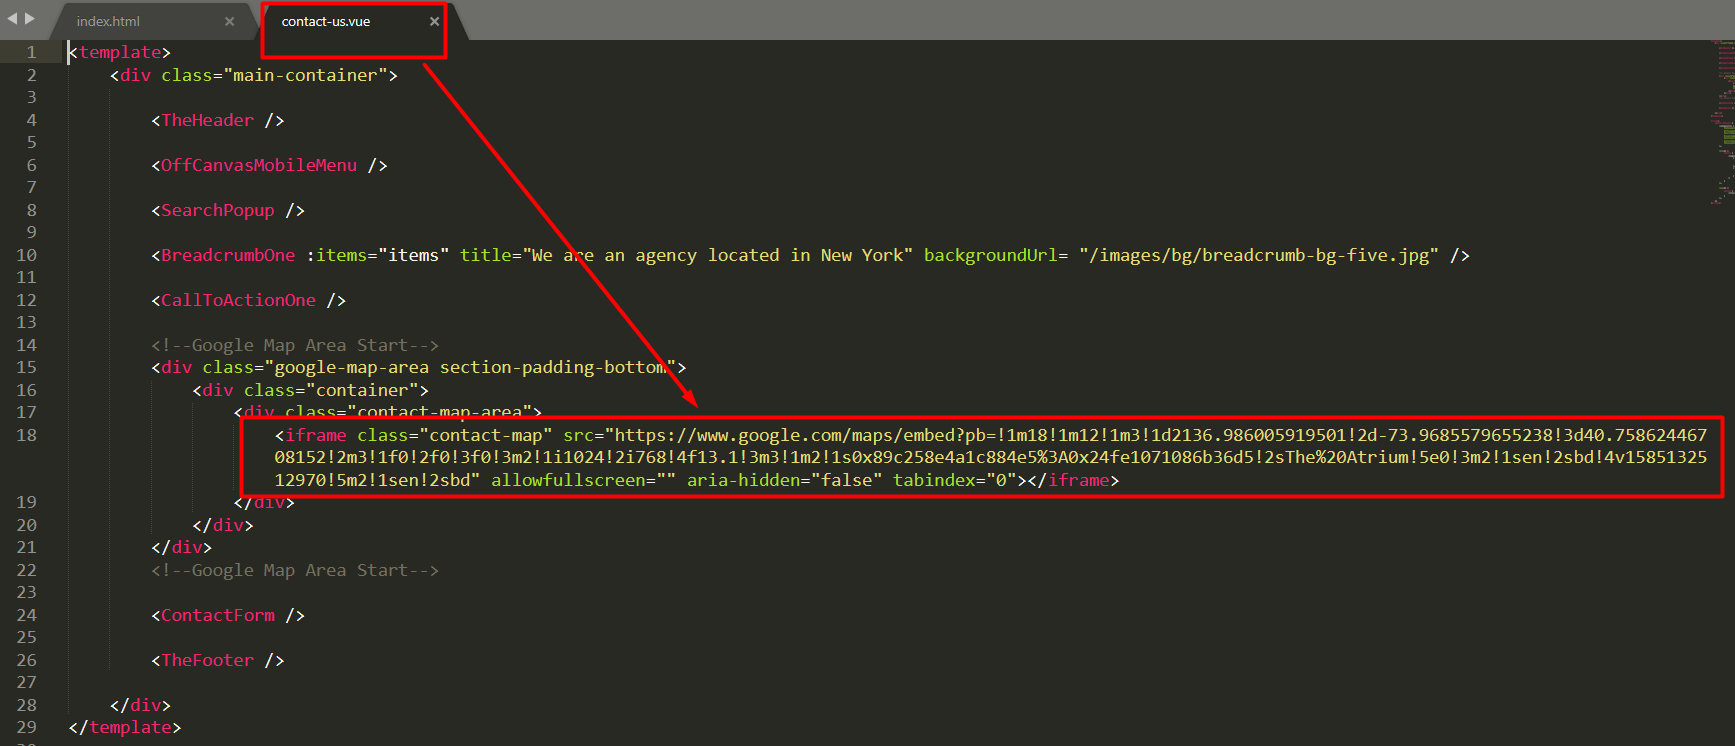 index.html × contact-us.vue ×
1 <template>
2 <div class="main-container">
3
4 <TheHeader />
5
6 <OffCanvasMobileMenu />
7
8 <SearchPopup />
9
10 <BreadcrumbOne :items="items" title="We are an agency located in New York" backgroundUrl= "/images/bg/breadcrumb-bg-five.jpg" />
11
12 <CallToActionOne />
13
14 <!--Google Map Area Start-->
15 <div class="google-map-area section-padding-bottom">
16 <div class="container">
17 <div class="contact-map-area">
18 <iframe class="contact-map" src="https://www.google.com/maps/embed?pb=!1m18!1m12!1m3!1d2136.986005919501!2d-73.9685579655238!3d40.758624467
08152!2m3!1f0!2f0!3f0!3m2!1i1024!2i768!4f13.1!3m3!1m2!1s0x89c258e4a1c884e5%3A0x24fe1071086b36d5!2sThe%20Atrium!5e0!3m2!1sen!2sbd!4v15851325
12970!5m2!1sen!2sbd" allowfullscreen="" aria-hidden="false" tabindex="0"></iframe>
19 </div>
20 </div>
21 </div>
22 <!--Google Map Area Start-->
23
24 <ContactForm />
25
26 <TheFooter />
27
28 </div>
29 </template>